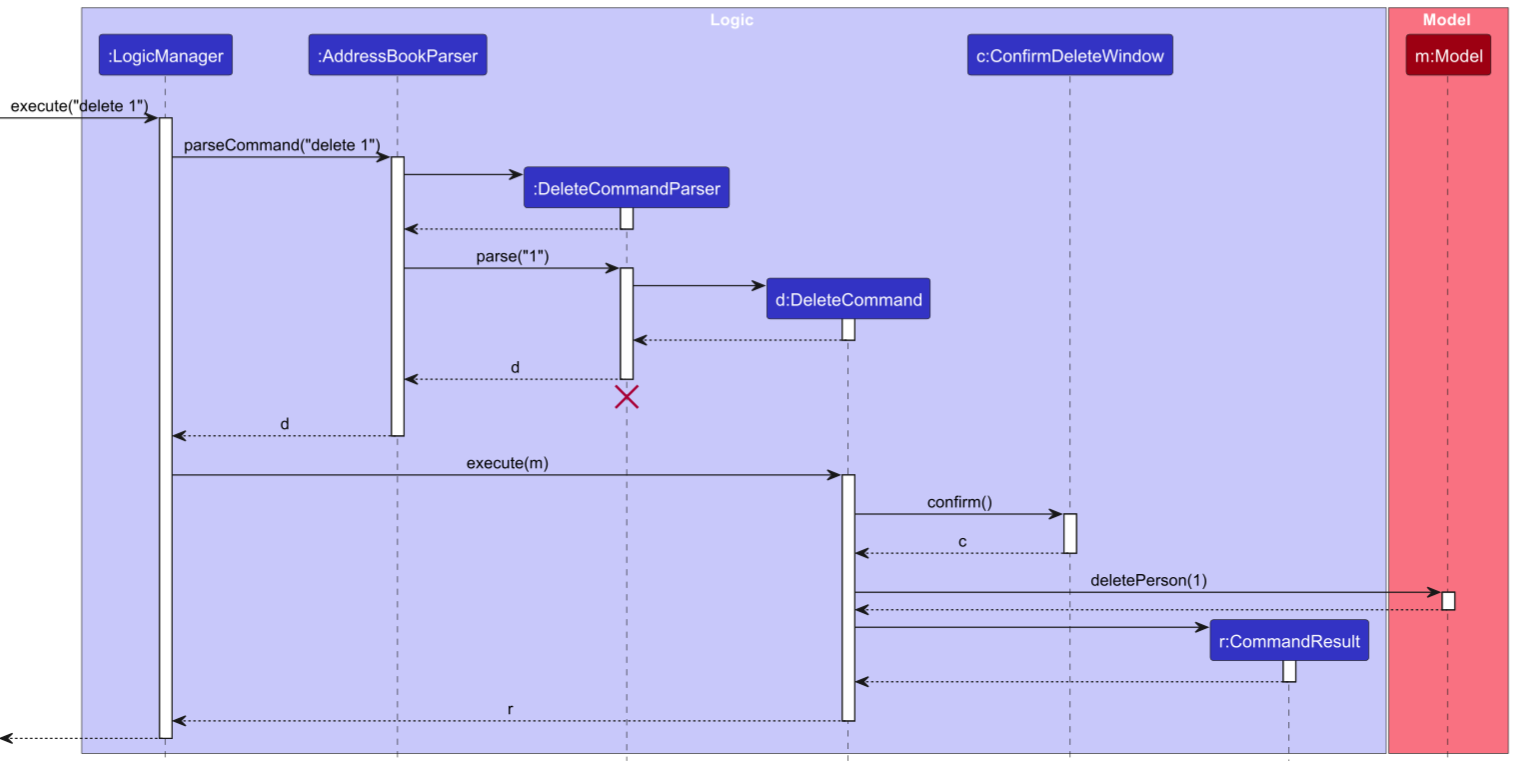 Logic
Model
:LogicManager
:AddressBookParser
c:ConfirmDeleteWindow
m:Model
execute("delete 1")
parseCommand("delete 1")
:DeleteCommandParser
parse("1")
d:DeleteCommand
d
d
execute(m)
confirm()
c
deletePerson(1)
r:CommandResult
r